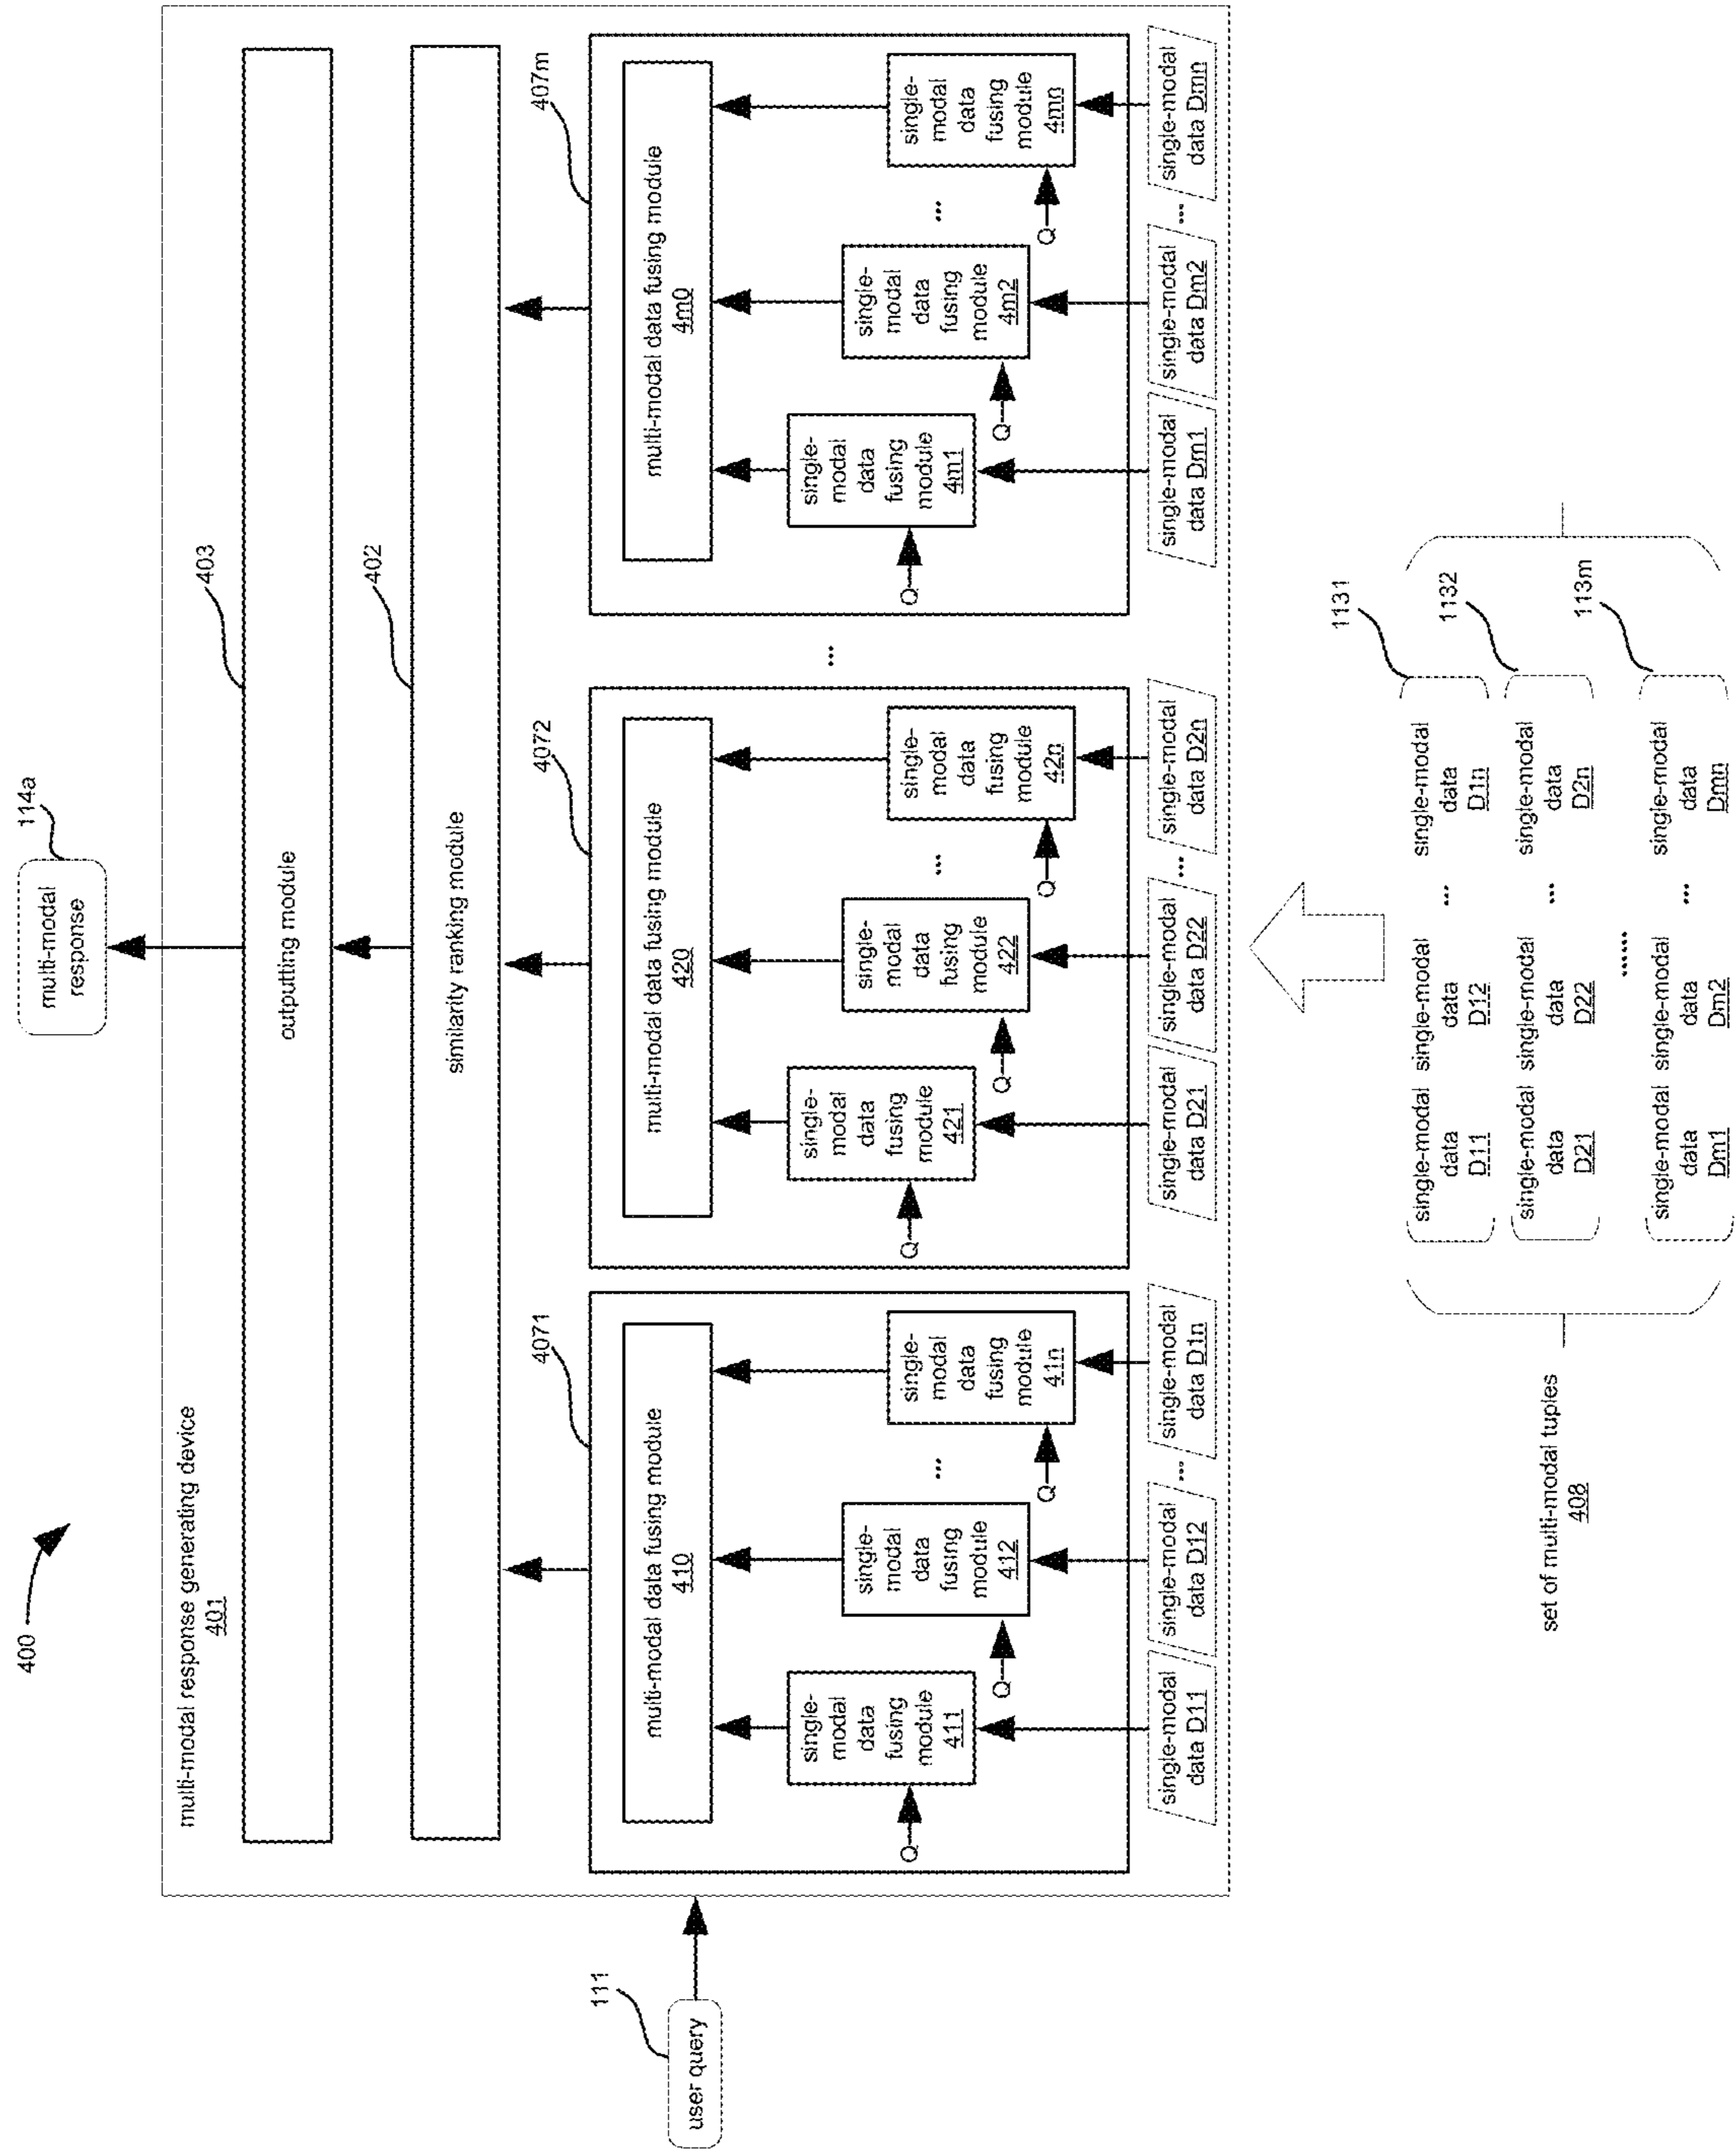 400
multi-modal
response
114a
multi-modal response generating device
401
403
outputting module
402
similarity ranking module
user query
111
4071
multi-modal data fusing module
410
single-
modal
data
fusing
module
411
Q
single-
modal
data
fusing
module
412
Q
...
single-
modal
data
fusing
module
41n
Q
single-modal
data D11
single-modal
data D12
...
single-modal
data D1n
4072
multi-modal data fusing module
420
single-
modal
data
fusing
module
421
Q
single-
modal
data
fusing
module
422
Q
...
single-
modal
data
fusing
module
42n
Q
single-modal
data D21
single-modal
data D22
...
single-modal
data D2n
...
407m
multi-modal data fusing module
4m0
single-
modal
data
fusing
module
4m1
Q
single-
modal
data
fusing
module
4m2
Q
...
single-
modal
data
fusing
module
4mn
Q
single-modal
data Dm1
single-modal
data Dm2
...
single-modal
data Dmn
set of multi-modal tuples
408
single-modal single-modal ... single-modal
data data data
D11 D12 D1n
1131
single-modal single-modal ... single-modal
data data data
D21 D22 D2n
1132
......
single-modal single-modal ... single-modal
data data data
Dm1 Dm2 Dmn
1113m